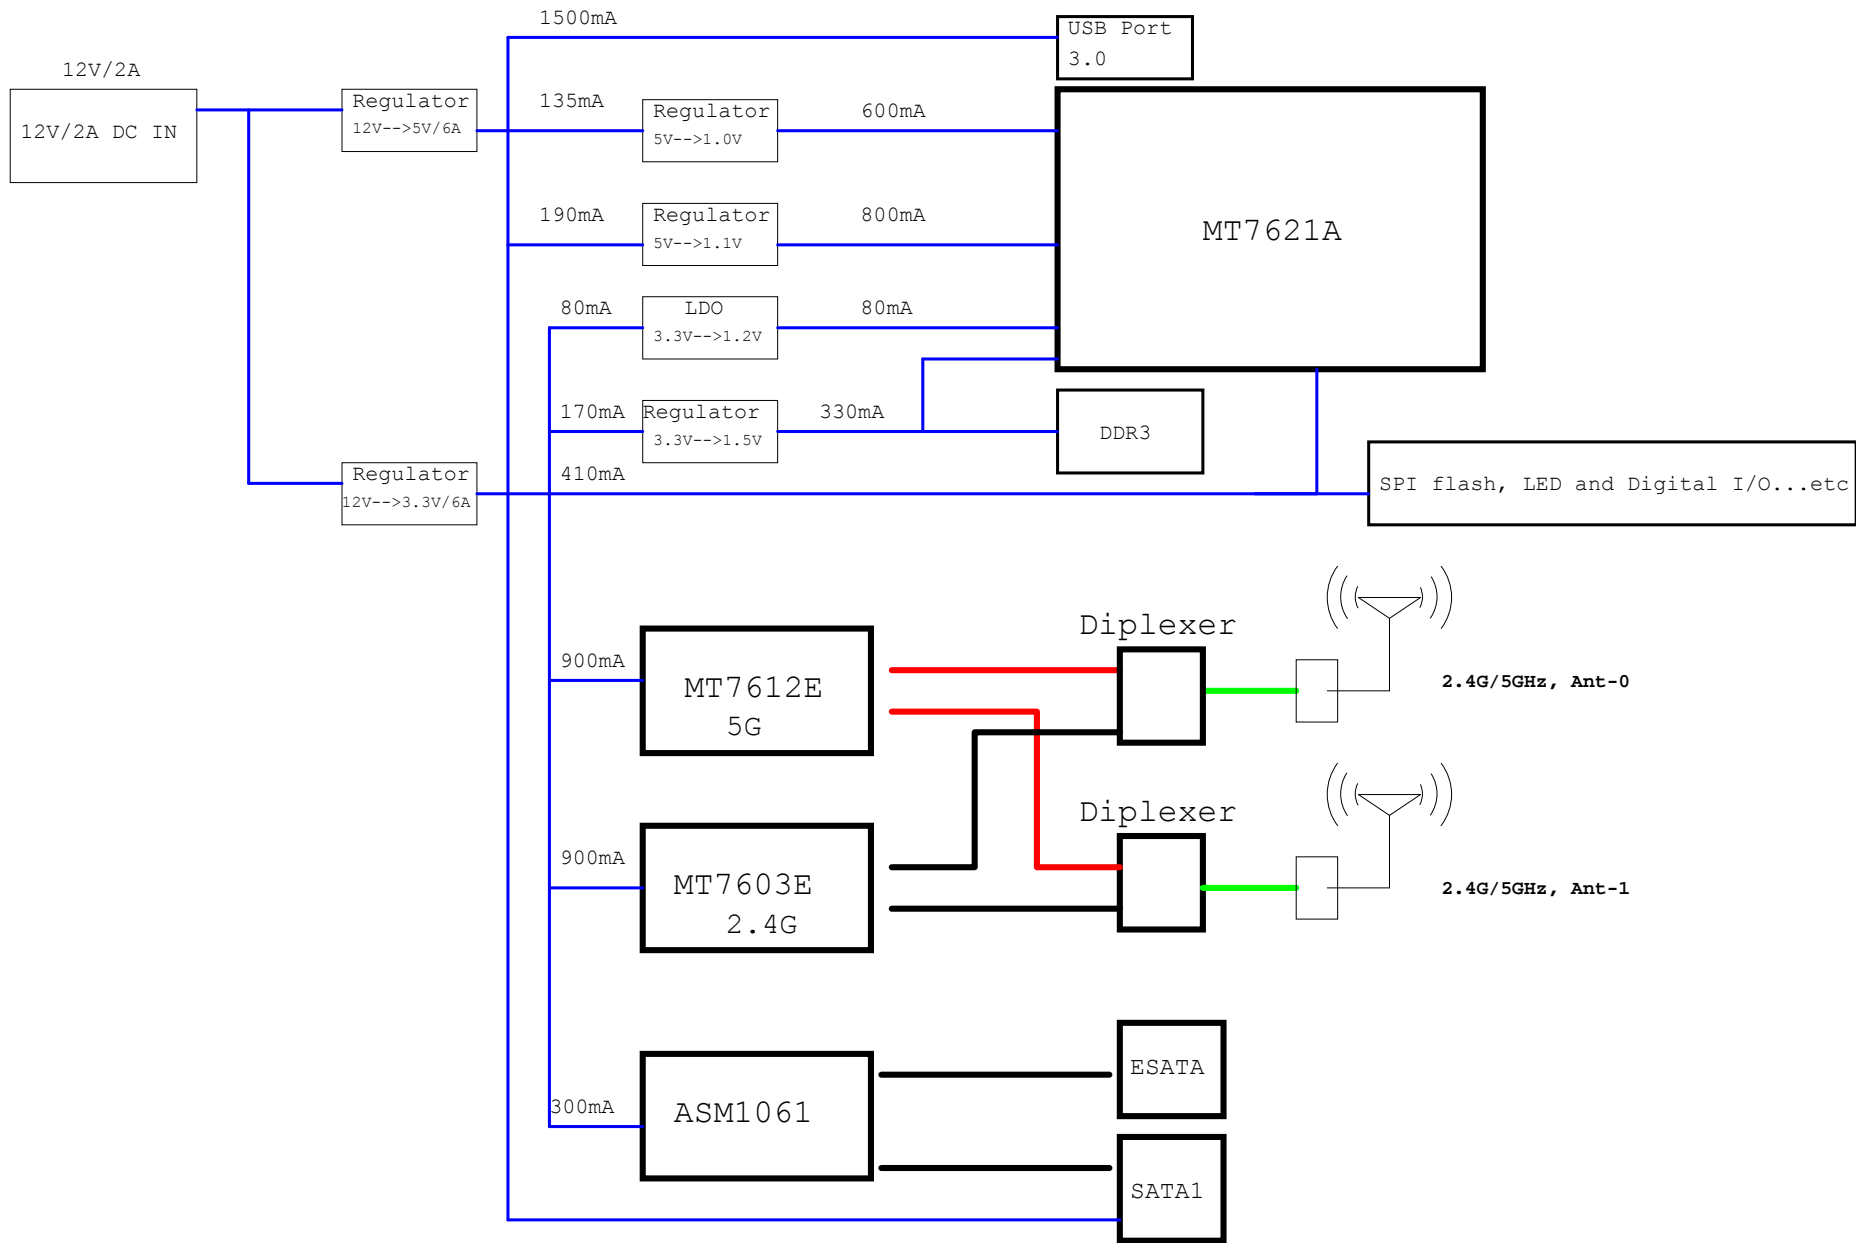 1500mA
USB Port
3.0
12V/2A
12V/2A DC IN
Regulator
12V-->5V/6A
135mA
Regulator
5V-->1.0V
600mA
190mA
Regulator
5V-->1.1V
800mA
MT7621A
80mA
LDO
3.3V-->1.2V
80mA
170mA
Regulator
3.3V-->1.5V
330mA
DDR3
Regulator
12V-->3.3V/6A
410mA
SPI flash, LED and Digital I/O...etc
900mA
MT7612E
5G
Diplexer
2.4G/5GHz, Ant-0
900mA
MT7603E
2.4G
Diplexer
2.4G/5GHz, Ant-1
300mA
ASM1061
ESATA
SATA1